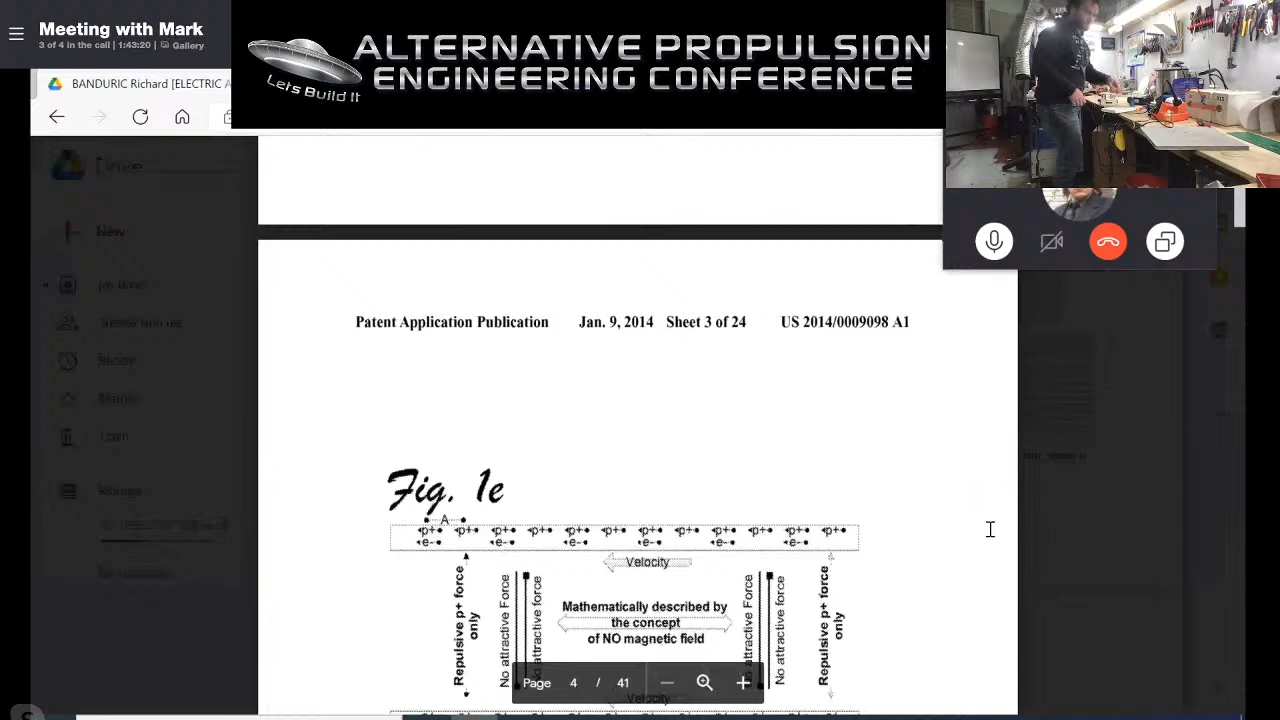 Meeting with Mark
3 of 4 in the call | 1:43:20 | Gallery
ALTERNATIVE PROPULSION
ENGINEERING CONFERENCE
Lets Build It
BANDURIC Richard [ELECTRIC A
New
Patent Application Publication Jan. 9, 2014 Sheet 3 of 24 US 2014/0009098 A1
Fig. 1e
A
p+ p+ p+ p+ p+ p+ p+ p+ p+ p+ p+ p+
e- e- e- e- e- e-
Velocity
Repulsive p+ force
only
No attractive Force
No attractive force
Mathematically described by
the concept
of NO magnetic field
No attractive Force
No attractive force
Repulsive p+ force
only
Page 4 / 41
Velocity